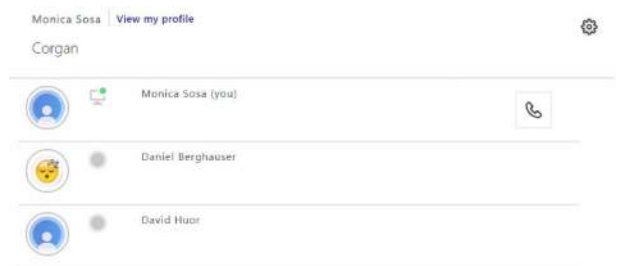 Monica Sosa View my profile
Corgan
Monica Sosa (you)
Daniel Berghauser
David Huor